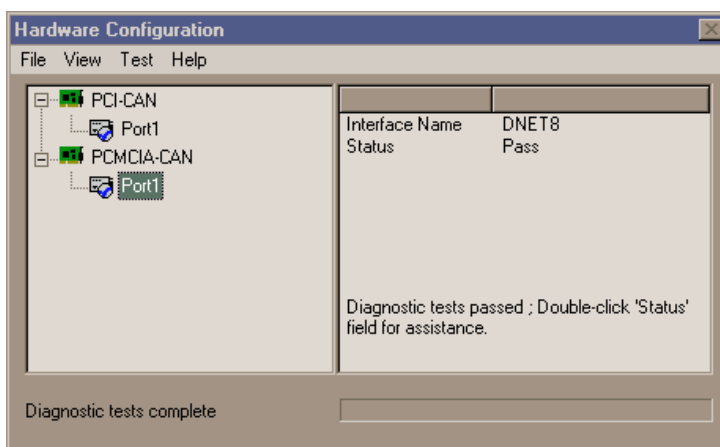 Hardware Configuration
File View Test Help
PCI-CAN
Port1
PCMCIA-CAN
Port1
Interface Name DNET8
Status Pass
Diagnostic tests passed ; Double-click 'Status'
field for assistance.
Diagnostic tests complete